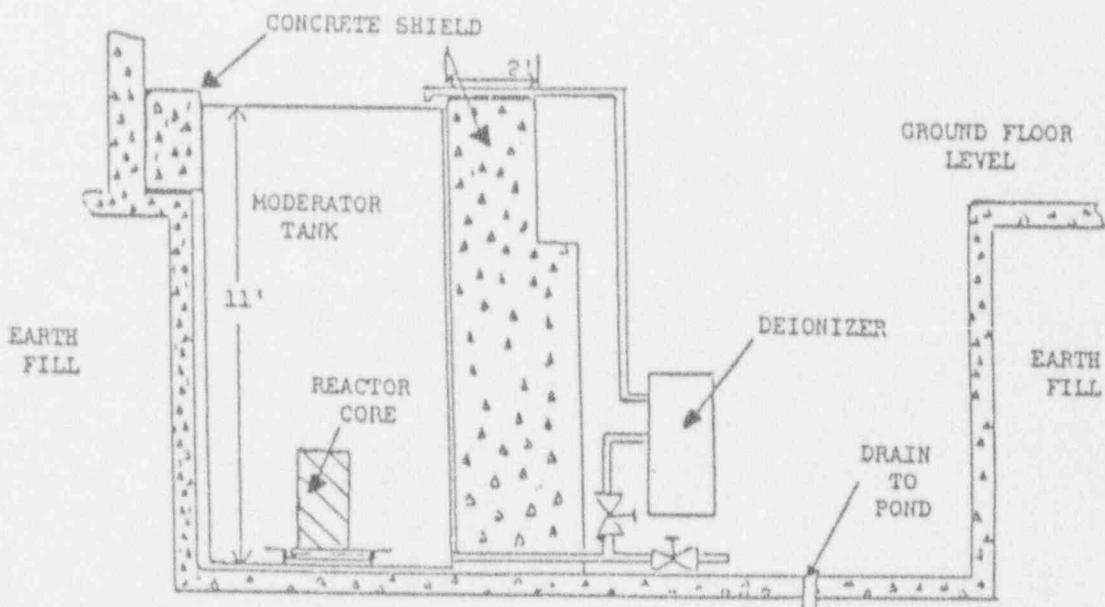 CONCRETE SHIELD
2'
GROUND FLOOR
LEVEL
MODERATOR
TANK
11'
EARTH
FILL
DEIONIZER
EARTH
FILL
REACTOR
CORE
DRAIN
TO
POND